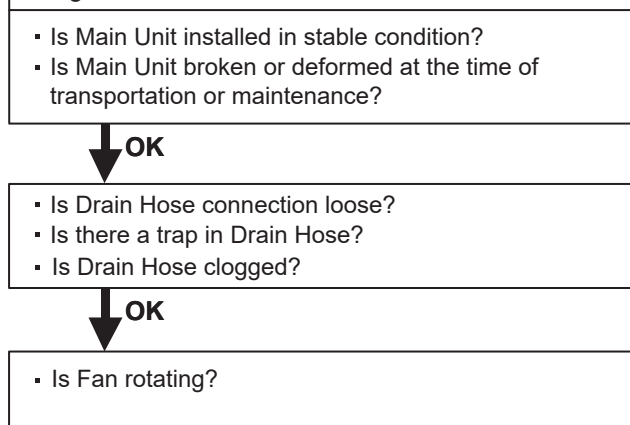 ▪ Is Main Unit installed in stable condition?
▪ Is Main Unit broken or deformed at the time of
transportation or maintenance?
OK
▪ Is Drain Hose connection loose?
▪ Is there a trap in Drain Hose?
▪ Is Drain Hose clogged?
OK
▪ Is Fan rotating?